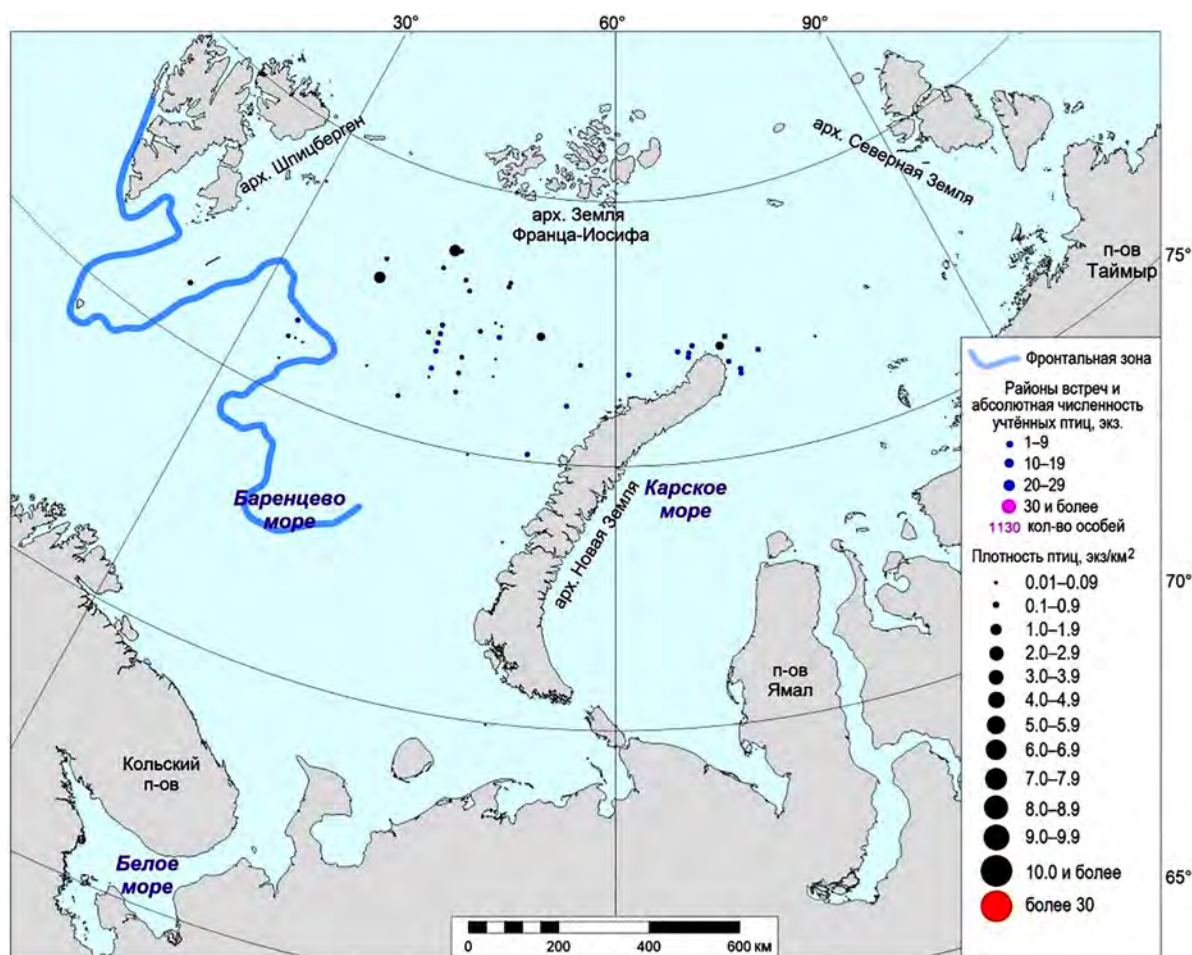 30°
60°
90°
арх. Шпицберген
арх. Земля
Франца-Иосифа
арх. Северная Земля
п-ов
Таймыр
75°
Баренцево
море
арх. Новая Земля
Карское
море
70°
п-ов
Ямал
Кольский
п-ов
Белое
море
65°
0 200 400 600 км
Фронтальная зона
Районы встреч и
абсолютная численность
учтённых птиц, экз.
1–9
10–19
20–29
30 и более
1130 кол-во особей
Плотность птиц, экз/км²
0.01–0.09
0.1–0.9
1.0–1.9
2.0–2.9
3.0–3.9
4.0–4.9
5.0–5.9
6.0–6.9
7.0–7.9
8.0–8.9
9.0–9.9
10.0 и более
более 30